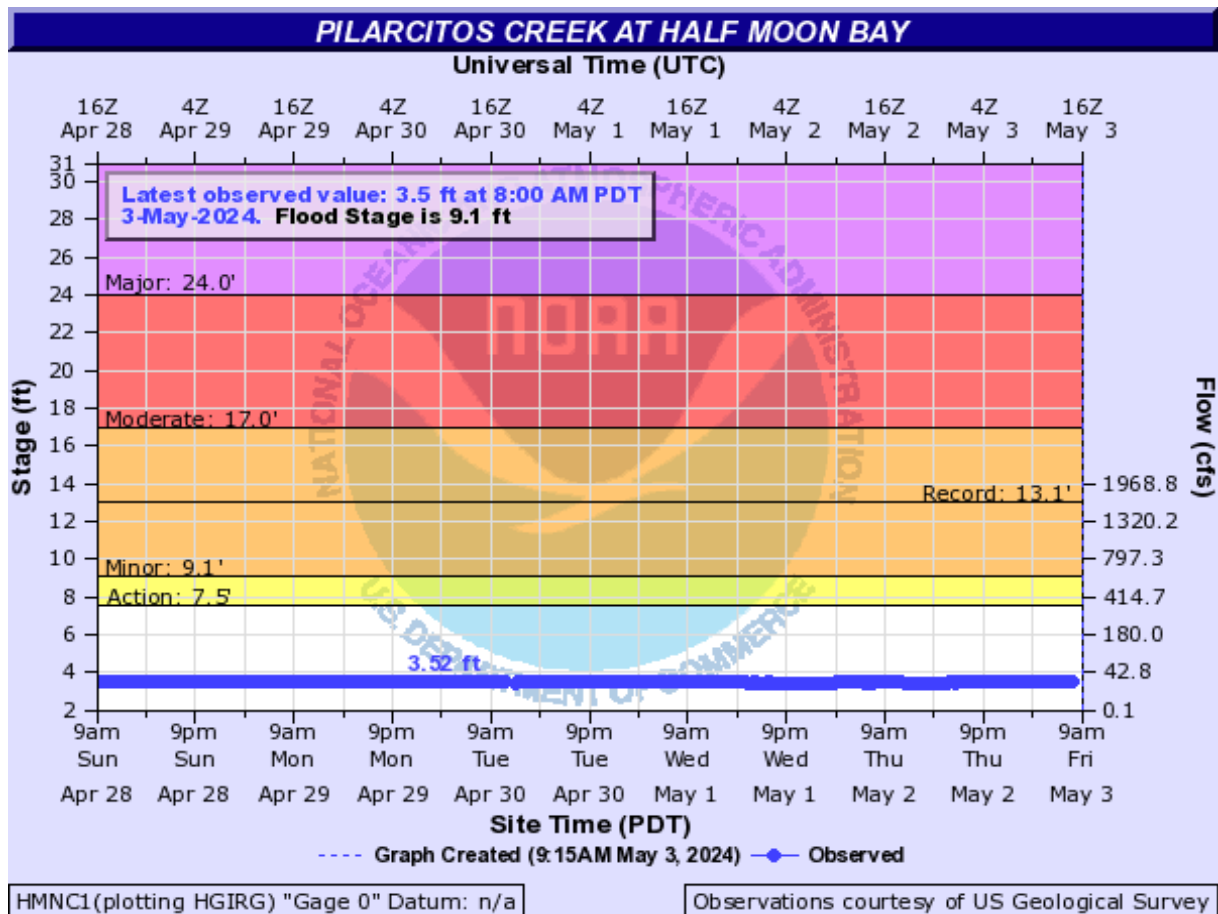 PILARCITOS CREEK AT HALF MOON BAY
Universal Time (UTC)
16Z 4Z 16Z 4Z 16Z 4Z 16Z 4Z 16Z 4Z 16Z
Apr 28 Apr 29 Apr 29 Apr 30 Apr 30 May 1 May 1 May 2 May 2 May 3 May 3
31
30
Latest observed value: 3.5 ft at 8:00 AM PDT
3-May-2024. Flood Stage is 9.1 ft
28
26
Major: 24.0'
24
22
20
18
Moderate: 17.0'
16
14 1968.8
Record: 13.1'
12 1320.2
10 797.3
Minor: 9.1'
8 Action: 7.5' 414.7
6 180.0
3.52 ft
4 42.8
2 0.1
Stage (ft)
Flow (cfs)
NATIONAL OCEANIC AND ATMOSPHERIC ADMINISTRATION
NOAA
U.S. DEPARTMENT OF COMMERCE
9am 9pm 9am 9pm 9am 9pm 9am 9pm 9am 9pm 9am
Sun Sun Mon Mon Tue Tue Wed Wed Thu Thu Fri
Apr 28 Apr 28 Apr 29 Apr 29 Apr 30 Apr 30 May 1 May 1 May 2 May 2 May 3
Site Time (PDT)
Graph Created (9:15AM May 3, 2024) Observed
HMNC1(plotting HGIRG) "Gage 0" Datum: n/a
Observations courtesy of US Geological Survey